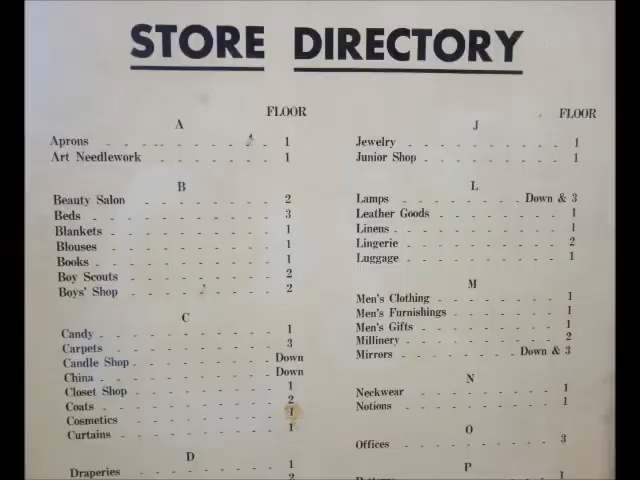 STORE DIRECTORY
FLOOR
A
Aprons 1
Art Needlework 1
B
Beauty Salon 2
Beds 3
Blankets 1
Blouses 1
Books 1
Boy Scouts 2
Boys' Shop 2
C
Candy 1
Carpets 3
Candle Shop Down
China Down
Closet Shop 1
Coats 2
Cosmetics 1
Curtains 1
D
Draperies 1
2
FLOOR
J
Jewelry 1
Junior Shop 1
L
Lamps Down & 3
Leather Goods 1
Linens 1
Lingerie 2
Luggage 1
M
Men's Clothing 1
Men's Furnishings 1
Men's Gifts 1
Millinery 2
Mirrors Down & 3
N
Neckwear 1
Notions 1
O
Offices 3
P
1